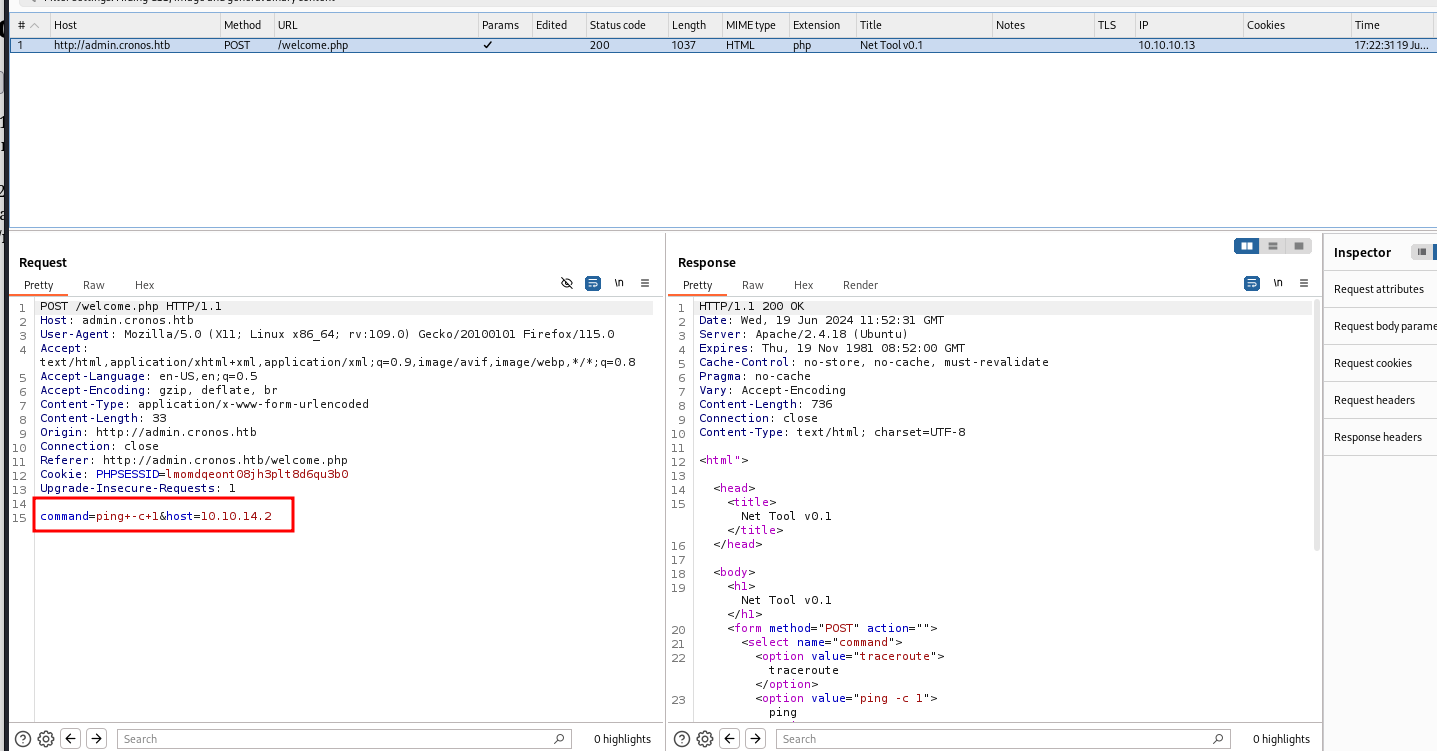 # Host Method URL Params Edited Status code Length MIME type Extension Title Notes TLS IP Cookies Time
1 http://admin.cronos.htb POST /welcome.php ✓ 200 1037 HTML php Net Tool v0.1 10.10.10.13 17:22:31 19 Ju...
Request
Pretty Raw Hex \n
1 POST /welcome.php HTTP/1.1
2 Host: admin.cronos.htb
3 User-Agent: Mozilla/5.0 (X11; Linux x86_64; rv:109.0) Gecko/20100101 Firefox/115.0
4 Accept:
text/html,application/xhtml+xml,application/xml;q=0.9,image/avif,image/webp,*/*;q=0.8
5 Accept-Language: en-US,en;q=0.5
6 Accept-Encoding: gzip, deflate, br
7 Content-Type: application/x-www-form-urlencoded
8 Content-Length: 33
9 Origin: http://admin.cronos.htb
10 Connection: close
11 Referer: http://admin.cronos.htb/welcome.php
12 Cookie: PHPSESSID=lmomdqeont08jh3plt8d6qu3b0
13 Upgrade-Insecure-Requests: 1
14
15 command=ping+-c+1&host=10.10.14.2
Search 0 highlights
Response
Pretty Raw Hex Render \n
1 HTTP/1.1 200 OK
2 Date: Wed, 19 Jun 2024 11:52:31 GMT
3 Server: Apache/2.4.18 (Ubuntu)
4 Expires: Thu, 19 Nov 1981 08:52:00 GMT
5 Cache-Control: no-store, no-cache, must-revalidate
6 Pragma: no-cache
7 Vary: Accept-Encoding
8 Content-Length: 736
9 Connection: close
10 Content-Type: text/html; charset=UTF-8
11
12 <html">
13
14 <head>
15 <title>
Net Tool v0.1
</title>
16 </head>
17
18 <body>
19 <h1>
Net Tool v0.1
</h1>
20 <form method="POST" action="">
21 <select name="command">
22 <option value="traceroute">
traceroute
</option>
23 <option value="ping -c 1">
ping
Search 0 highlights
Inspector
Request attributes
Request body parame
Request cookies
Request headers
Response headers